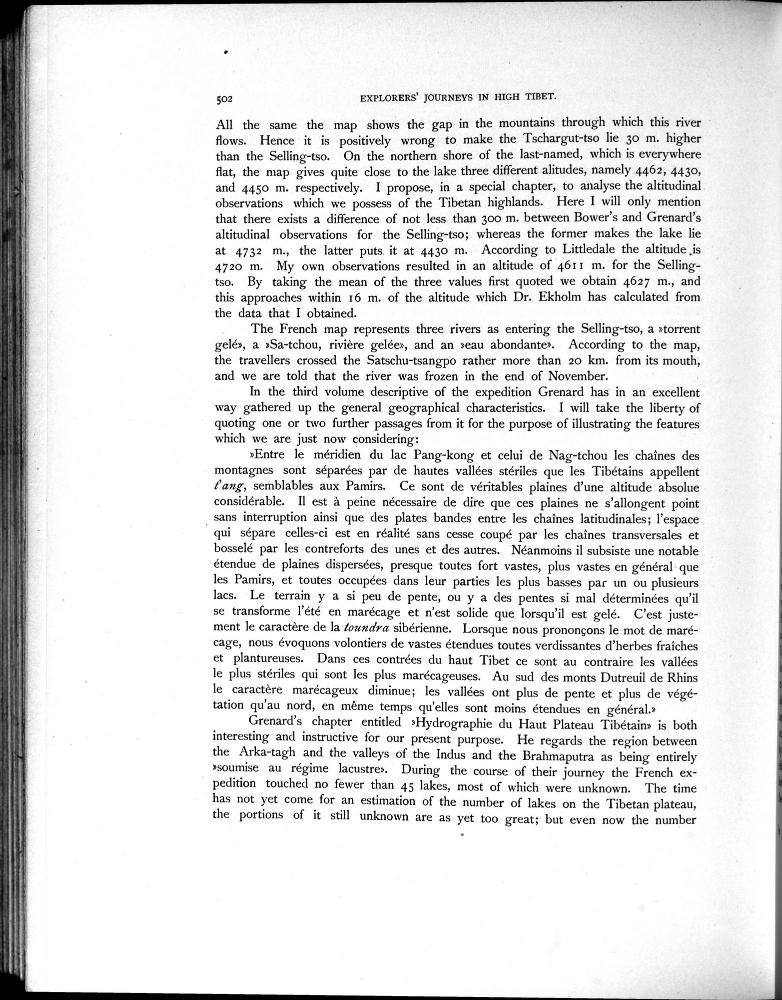 502 EXPLORERS' JOURNEYS IN HIGH TIBET.
All the same the map shows the gap in the mountains through which this river
flows. Hence it is positively wrong to make the Tschargut-tso lie 30 m. higher
than the Selling-tso. On the northern shore of the last-named, which is everywhere
flat, the map gives quite close to the lake three different alitudes, namely 4462, 4430,
and 4450 m. respectively. I propose, in a special chapter, to analyse the altitudinal
observations which we possess of the Tibetan highlands. Here I will only mention
that there exists a difference of not less than 300 m. between Bower's and Grenard's
altitudinal observations for the Selling-tso; whereas the former makes the lake lie
at 4732 m., the latter puts it at 4430 m. According to Littledale the altitude is
4720 m. My own observations resulted in an altitude of 4611 m. for the Selling-
tso. By taking the mean of the three values first quoted we obtain 4627 m., and
this approaches within 16 m. of the altitude which Dr. Ekholm has calculated from
the data that I obtained.
The French map represents three rivers as entering the Selling-tso, a »torrent
gelé», a »Sa-tchou, rivière gelée», and an »eau abondante». According to the map,
the travellers crossed the Satschu-tsangpo rather more than 20 km. from its mouth,
and we are told that the river was frozen in the end of November.
In the third volume descriptive of the expedition Grenard has in an excellent
way gathered up the general geographical characteristics. I will take the liberty of
quoting one or two further passages from it for the purpose of illustrating the features
which we are just now considering:
»Entre le méridien du lac Pang-kong et celui de Nag-tchou les chaînes des
montagnes sont séparées par de hautes vallées stériles que les Tibétains appellent
t'ang, semblables aux Pamirs. Ce sont de véritables plaines d'une altitude absolue
considérable. Il est à peine nécessaire de dire que ces plaines ne s'allongent point
sans interruption ainsi que des plates bandes entre les chaînes latitudinales; l'espace
qui sépare celles-ci est en réalité sans cesse coupé par les chaînes transversales et
bosselé par les contreforts des unes et des autres. Néanmoins il subsiste une notable
étendue de plaines dispersées, presque toutes fort vastes, plus vastes en général que
les Pamirs, et toutes occupées dans leur parties les plus basses par un ou plusieurs
lacs. Le terrain y a si peu de pente, ou y a des pentes si mal déterminées qu'il
se transforme l'été en marécage et n'est solide que lorsqu'il est gelé. C'est juste-
ment le caractère de la toundra sibérienne. Lorsque nous prononçons le mot de maré-
cage, nous évoquons volontiers de vastes étendues toutes verdissantes d'herbes fraîches
et plantureuses. Dans ces contrées du haut Tibet ce sont au contraire les vallées
le plus stériles qui sont les plus marécageuses. Au sud des monts Dutreuil de Rhins
le caractère marécageux diminue; les vallées ont plus de pente et plus de végé-
tation qu'au nord, en même temps qu'elles sont moins étendues en général.»
Grenard's chapter entitled »Hydrographie du Haut Plateau Tibétain» is both
interesting and instructive for our present purpose. He regards the region between
the Arka-tagh and the valleys of the Indus and the Brahmaputra as being entirely
»soumise au régime lacustre». During the course of their journey the French ex-
pedition touched no fewer than 45 lakes, most of which were unknown. The time
has not yet come for an estimation of the number of lakes on the Tibetan plateau,
the portions of it still unknown are as yet too great; but even now the number